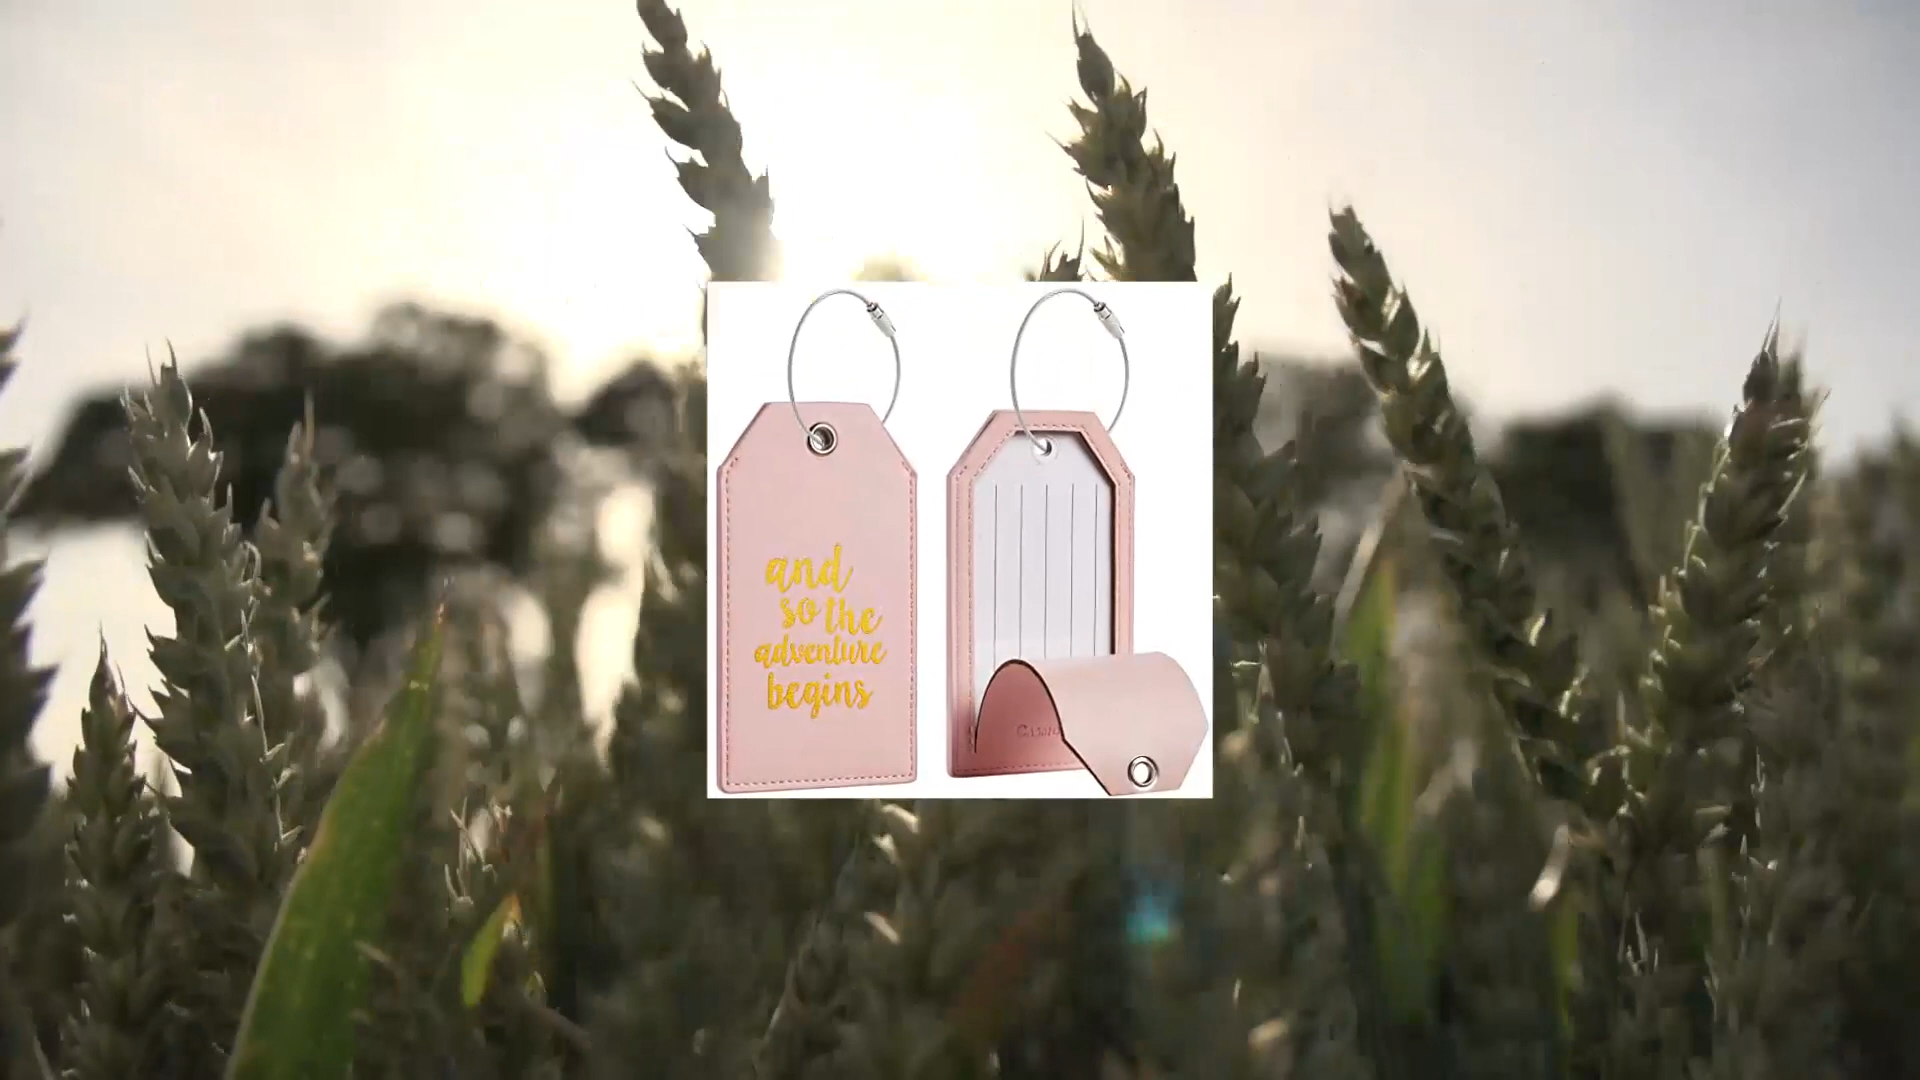 and
so the
adventure
begins